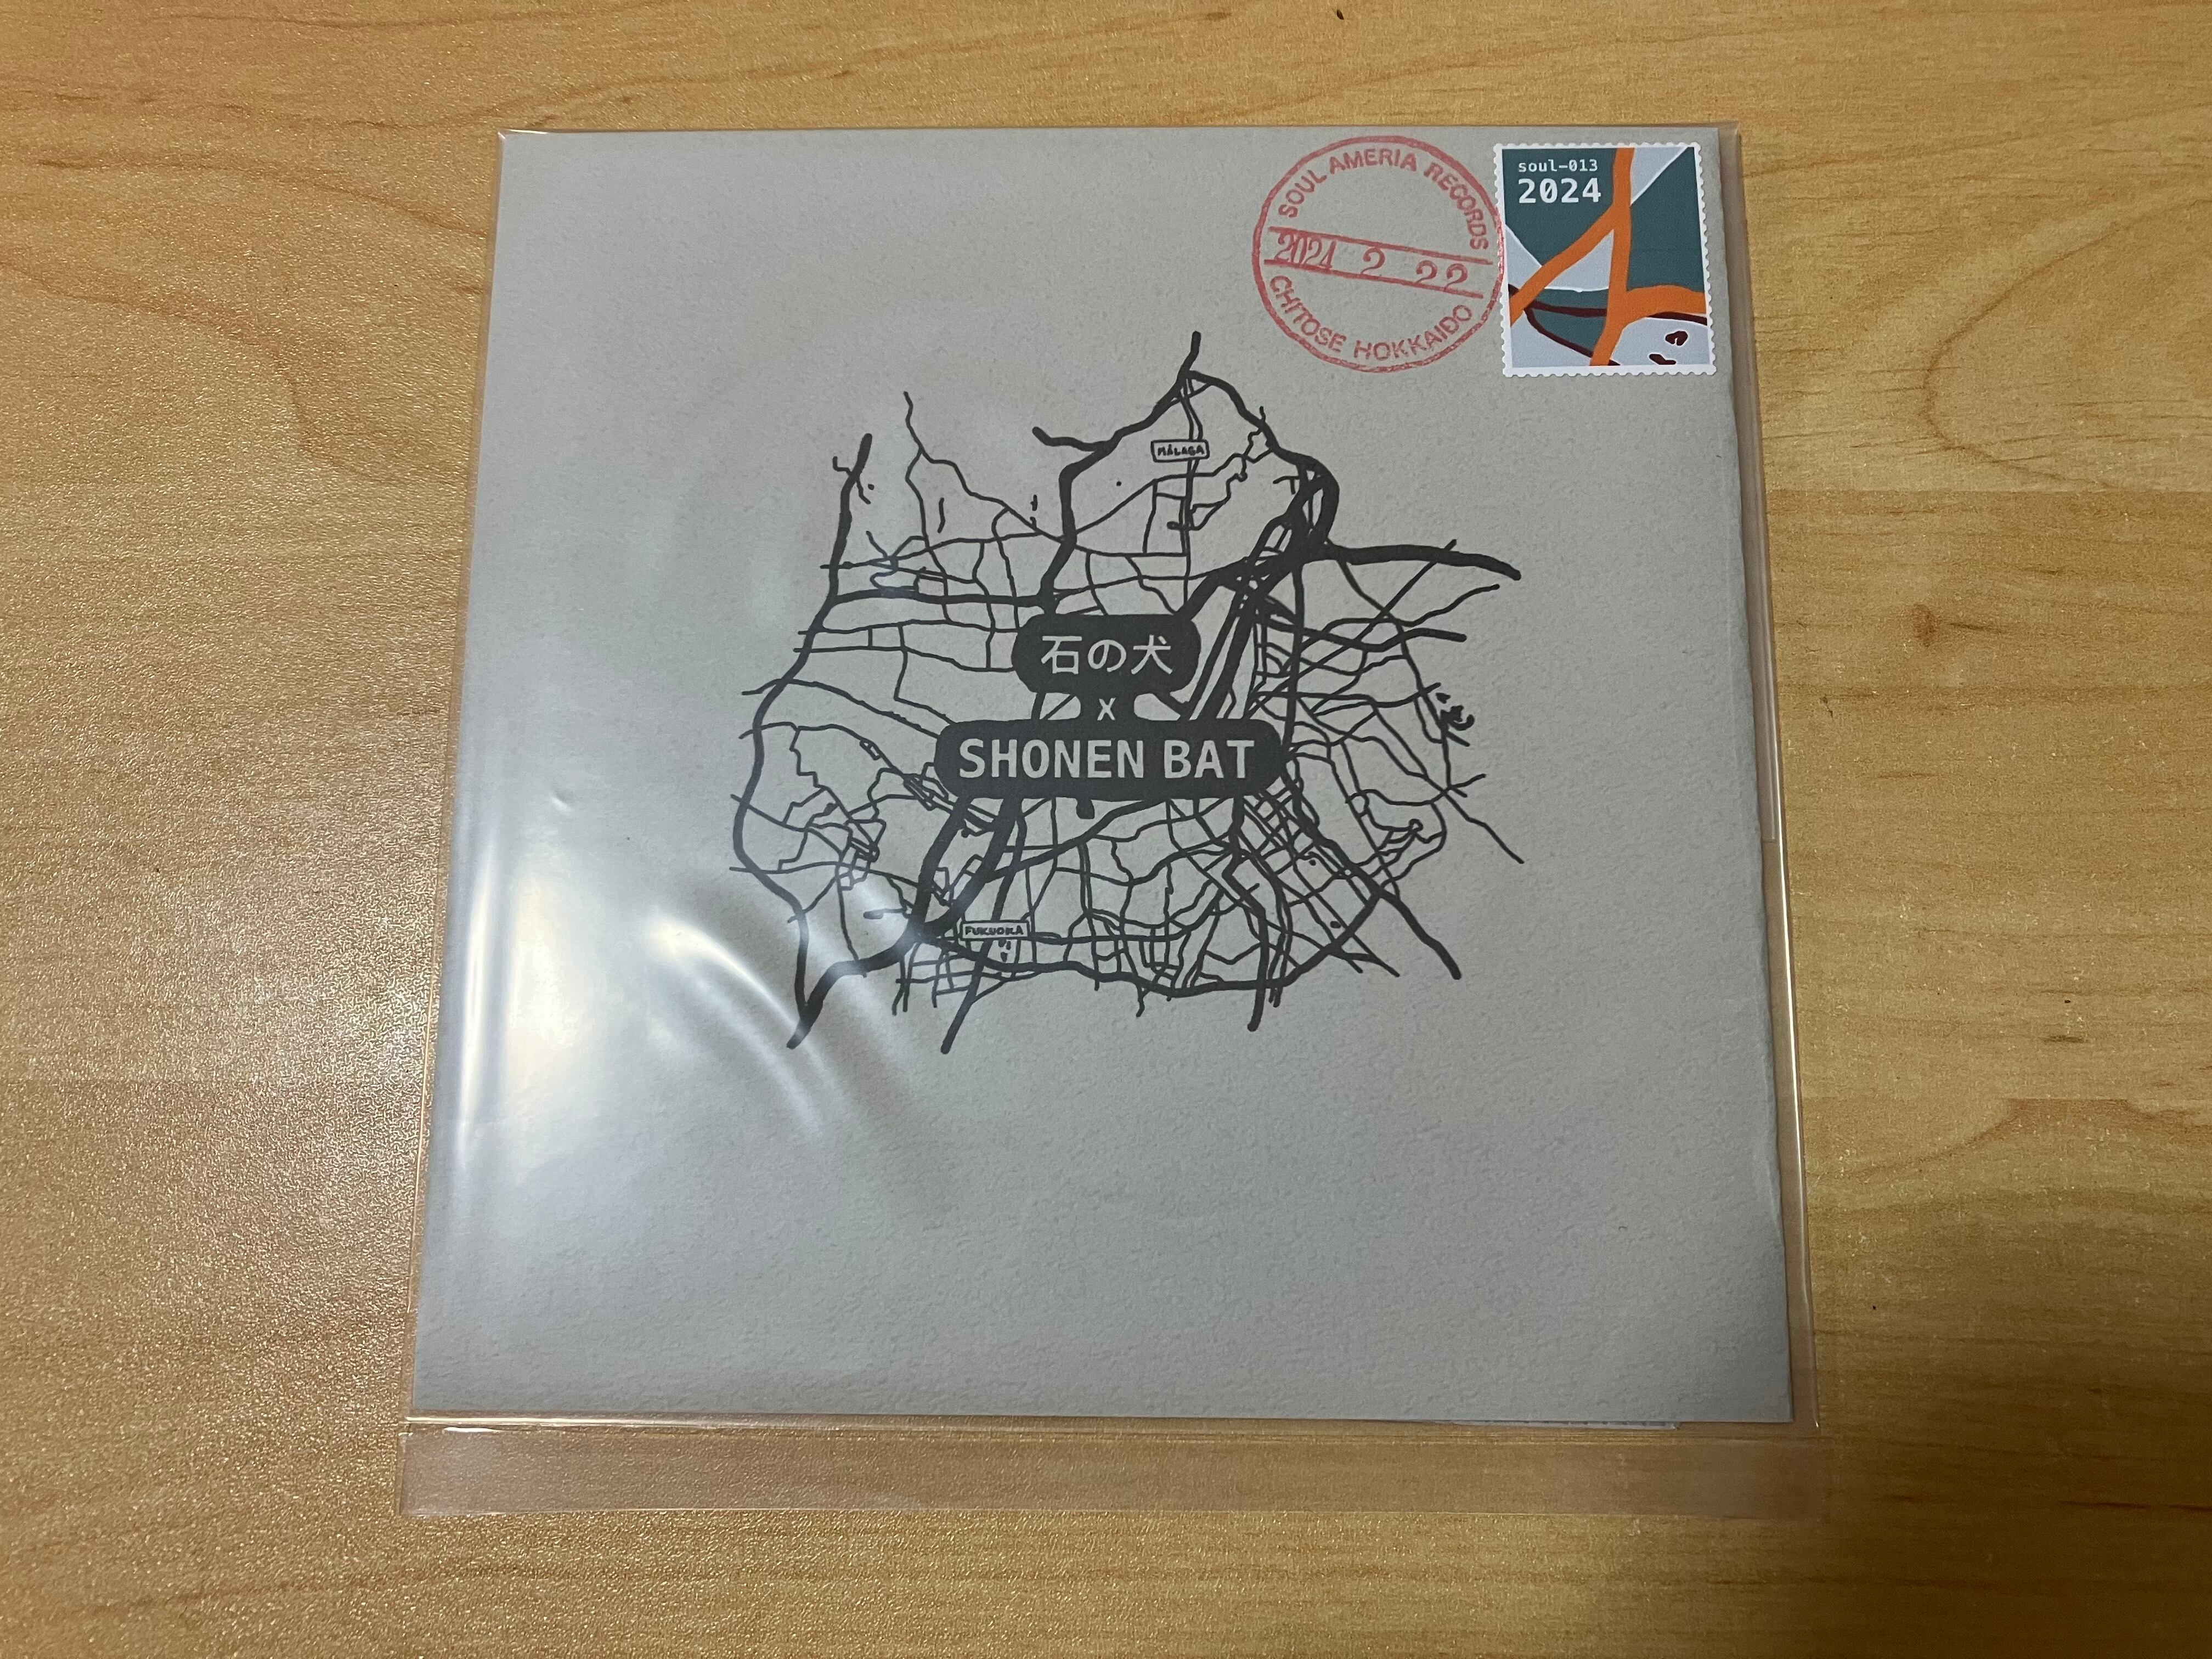 SOUL AMERIA RECORDS
2024 2 22
CHITOSE HOKKAIDO
soul-013
2024
MÁLAGA
石の犬
x
SHONEN BAT
FUKUOKA